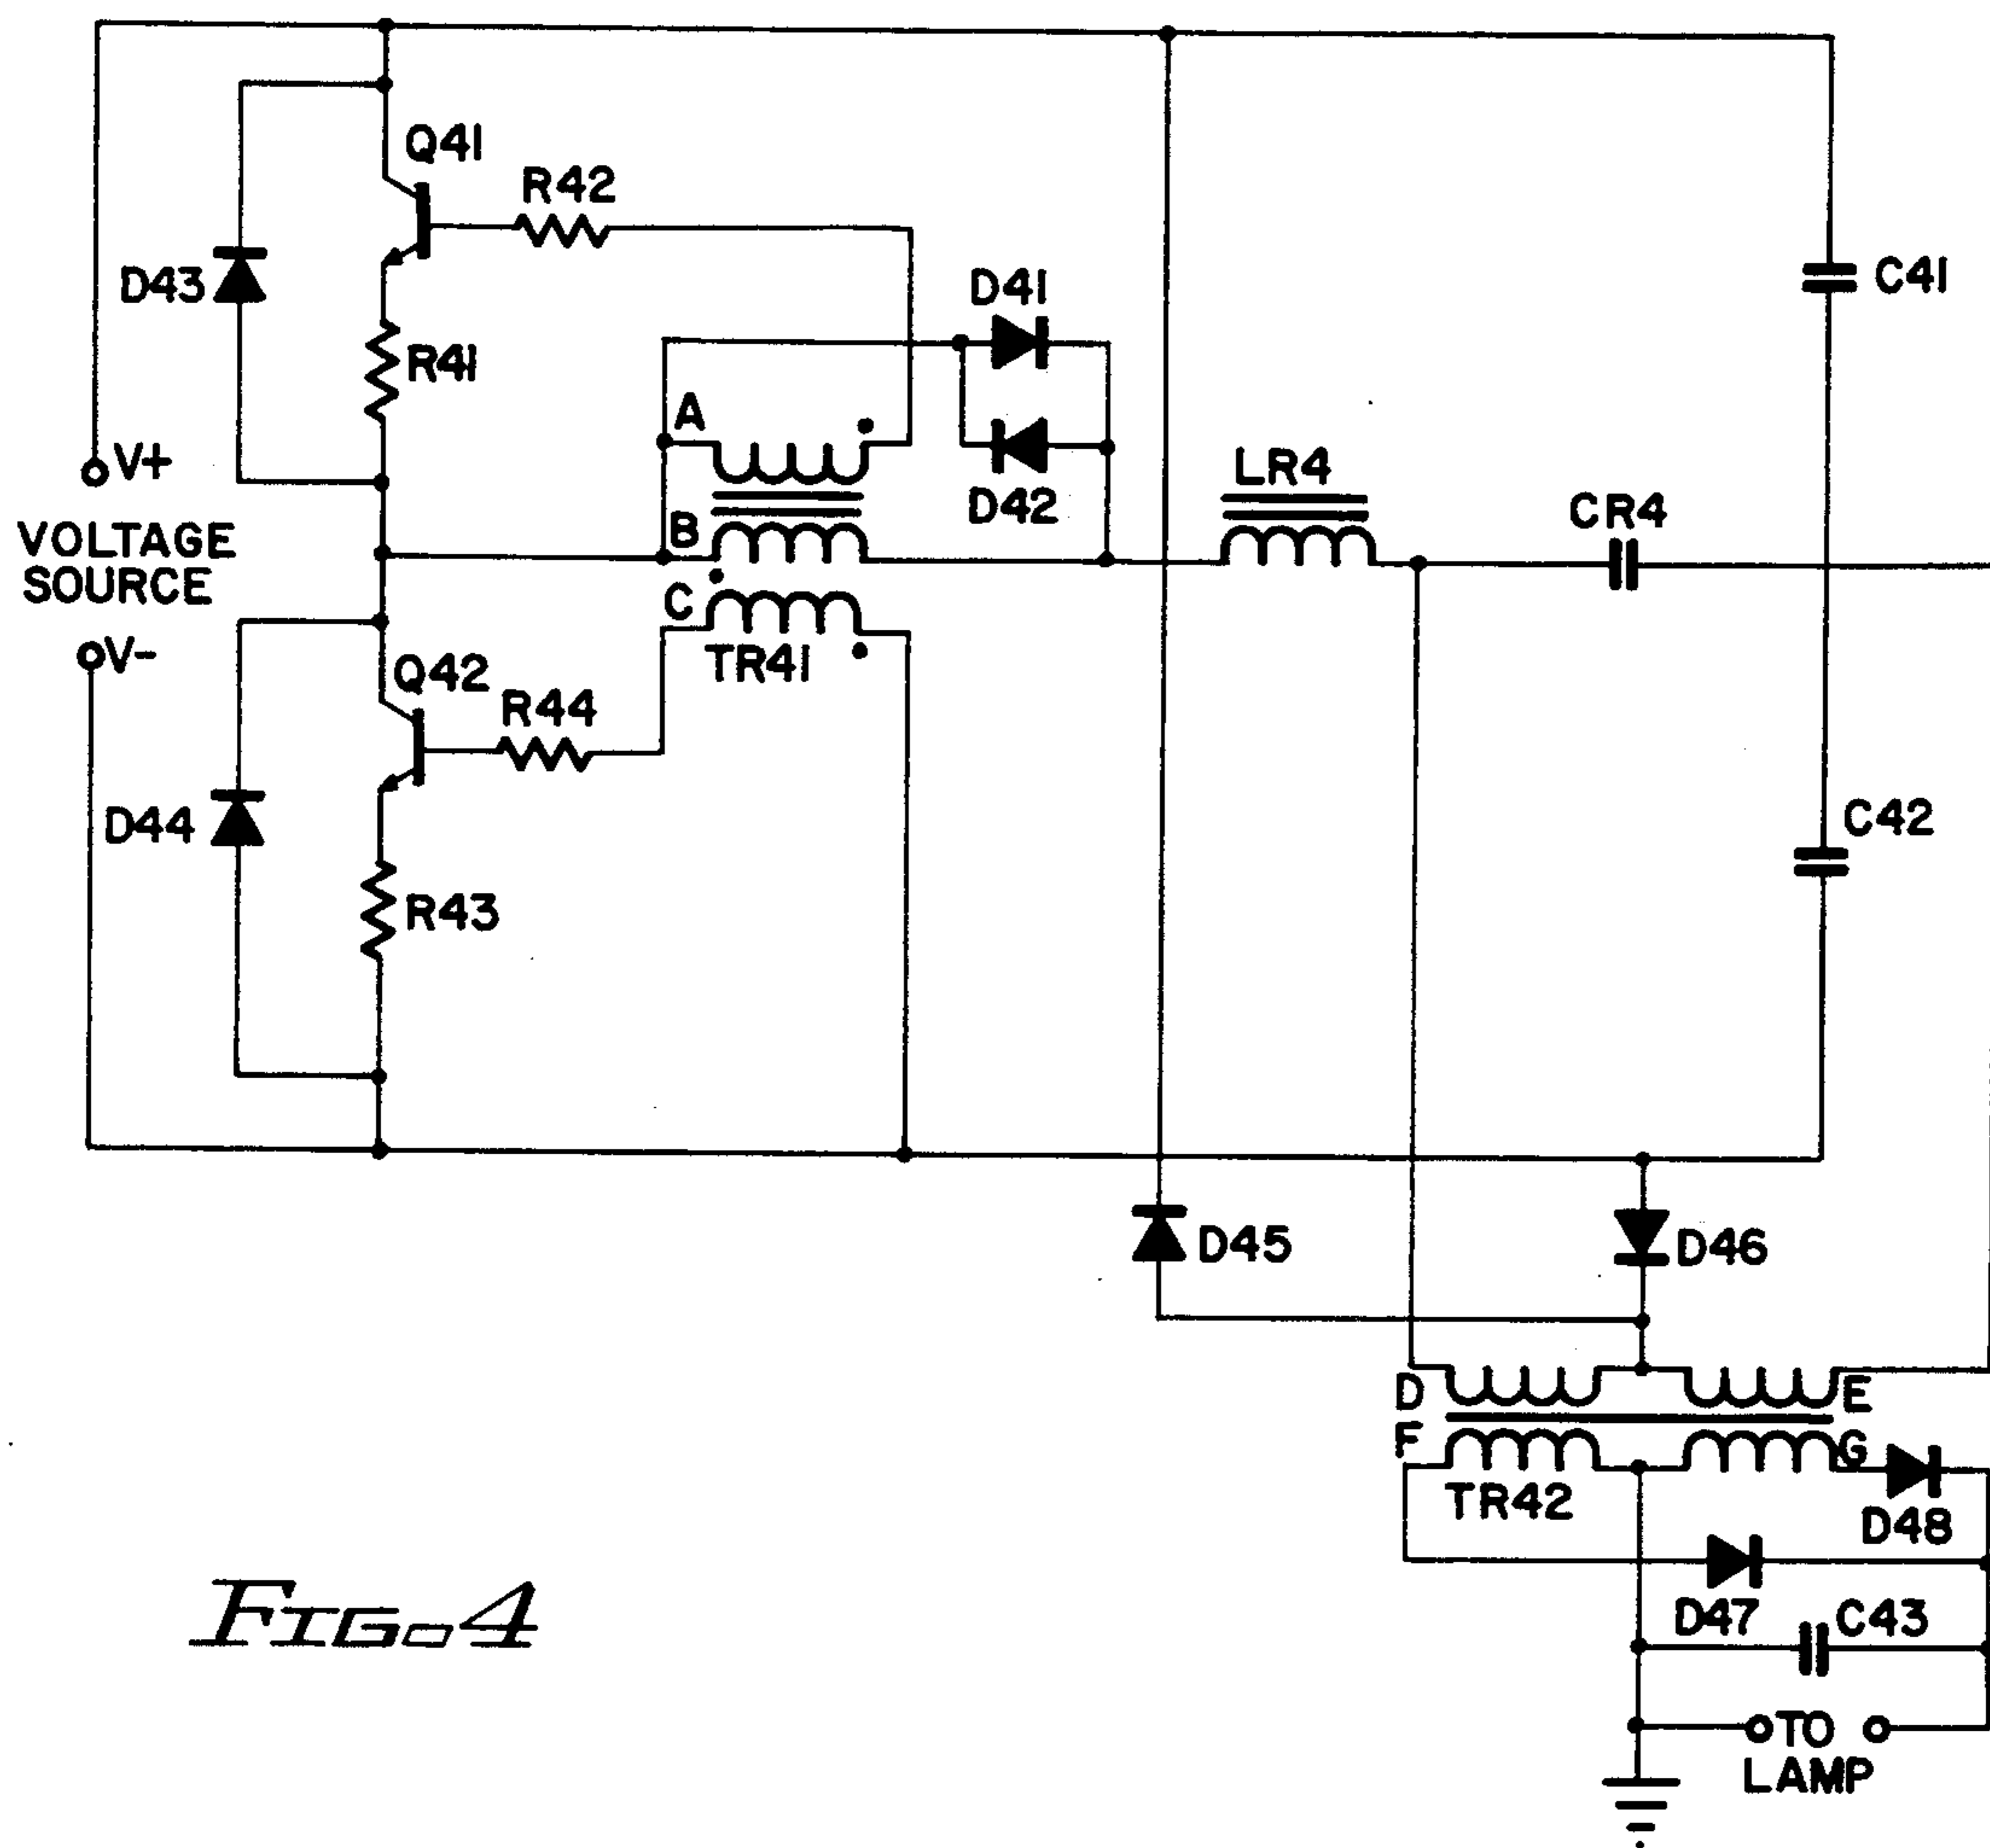 Q41
R42
D43
D41
C41
R41
A
V+
LR4
D42
CR4
B
VOLTAGE
SOURCE
C
V-
TR41
Q42
R44
D44
C42
R43
D45
D46
D
E
F
G
TR42
D48
FIG. 4
D47
C43
TO
LAMP